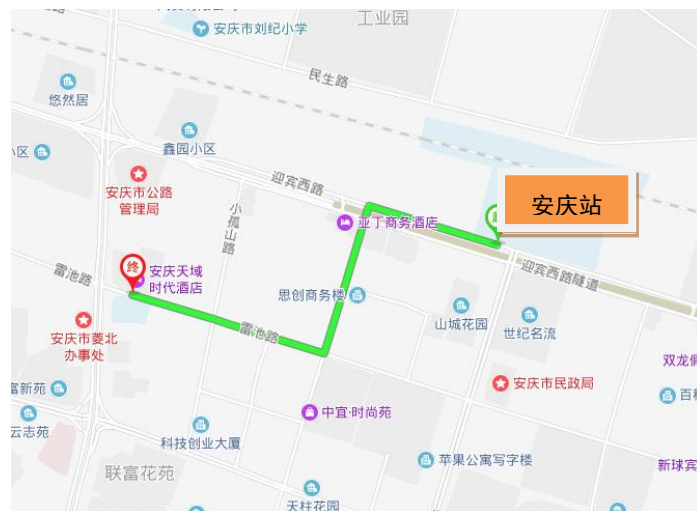 安庆市刘纪小学
工业园
民生路
悠然居
鑫园小区
小区
安庆市公路
管理局
迎宾西路
小孤山路
亚丁商务酒店
安庆站
终
安庆天域
时代酒店
雷池路
迎宾西路隧道
思创商务楼
山城花园
世纪名流
安庆市菱北
办事处
雷池路
双龙
安庆市民政局
富新苑
百
中宜·时尚苑
云志苑
科技创业大厦
苹果公寓写字楼
新球宾
联富花苑
天柱花园